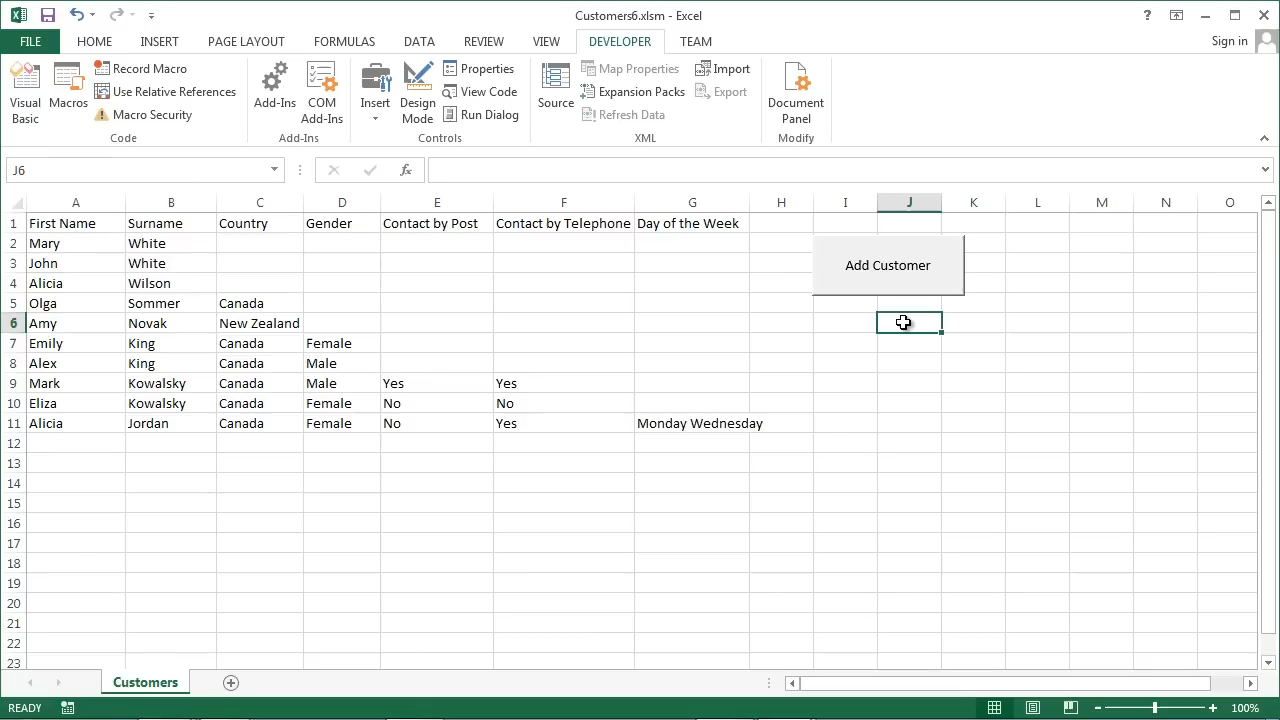 Customers6.xlsm - Excel
?
FILE HOME INSERT PAGE LAYOUT FORMULAS DATA REVIEW VIEW DEVELOPER TEAM Sign in
Visual Basic
Macros
Record Macro
Use Relative References
Macro Security
Code
Add-Ins
COM Add-Ins
Add-Ins
Insert
Design Mode
Properties
View Code
Run Dialog
Controls
Source
Map Properties
Expansion Packs
Refresh Data
Import
Export
XML
Document Panel
Modify
J6
fx
A B C D E F G H I J K L M N O
1 First Name Surname Country Gender Contact by Post Contact by Telephone Day of the Week
2 Mary White
3 John White
4 Alicia Wilson
5 Olga Sommer Canada
6 Amy Novak New Zealand
7 Emily King Canada Female
8 Alex King Canada Male
9 Mark Kowalsky Canada Male Yes Yes
10 Eliza Kowalsky Canada Female No No
11 Alicia Jordan Canada Female No Yes Monday Wednesday
12
13
14
15
16
17
18
19
20
21
22
23
Add Customer
Customers
READY
100%